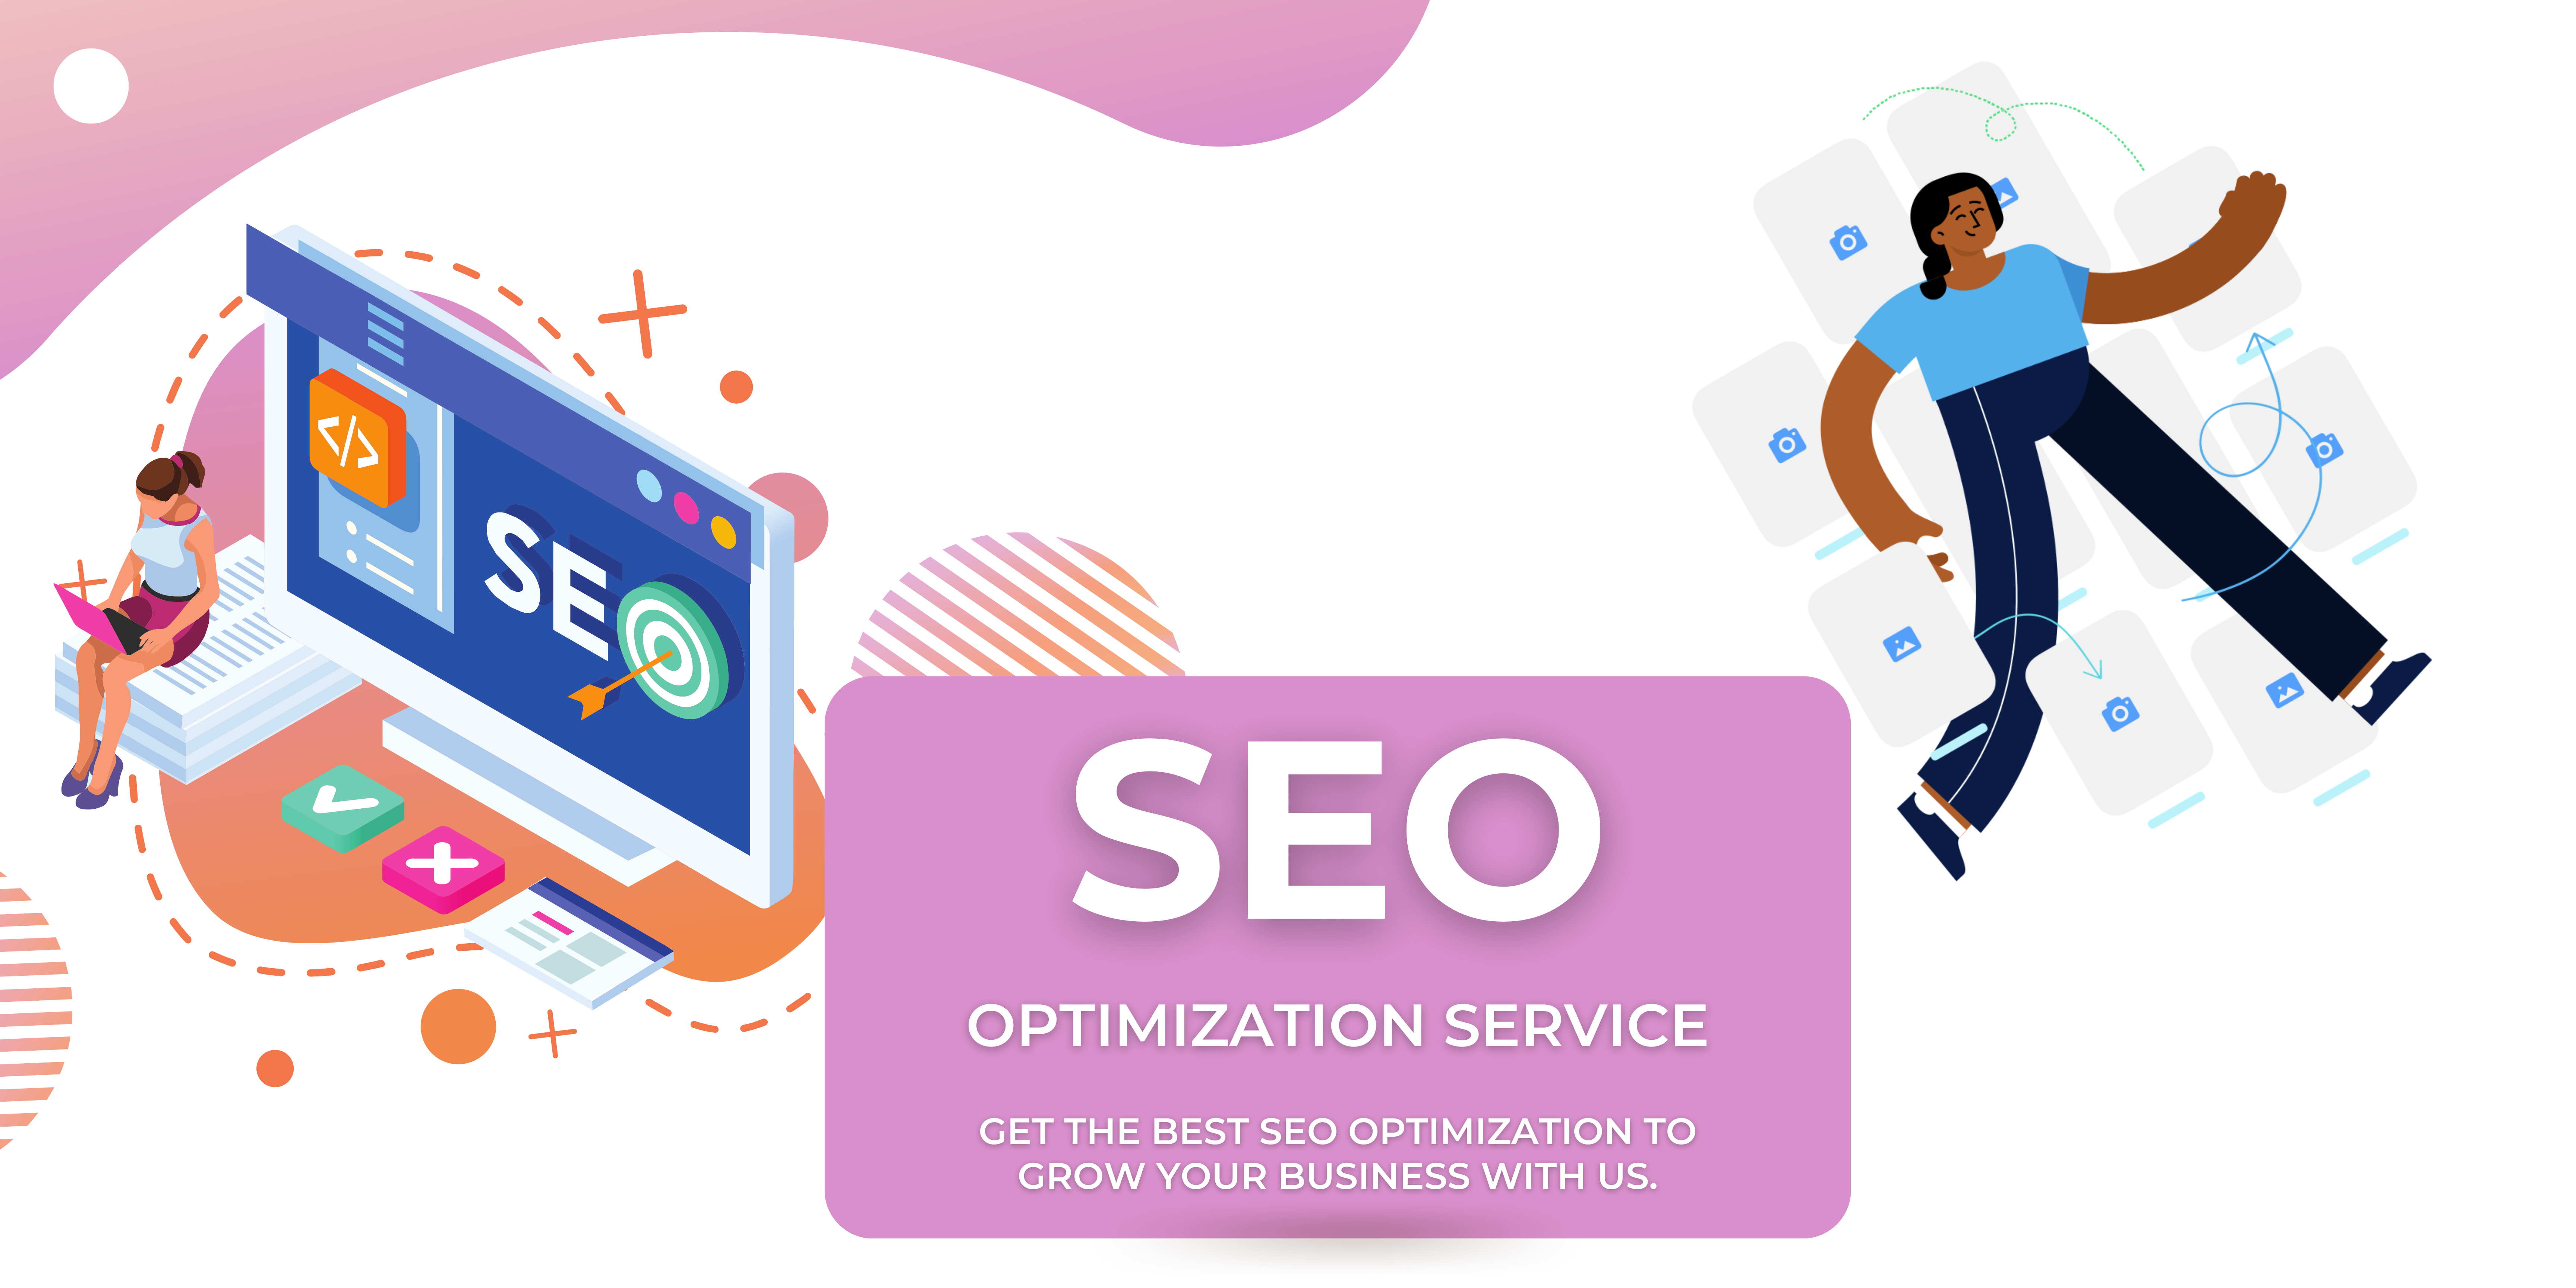 </>
SEO
SEO
OPTIMIZATION SERVICE
GET THE BEST SEO OPTIMIZATION TO
GROW YOUR BUSINESS WITH US.